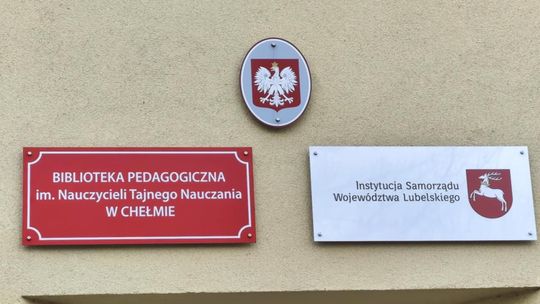 BIBLIOTEKA PEDAGOGICZNA
im. Nauczycieli Tajnego Nauczania
W CHEŁMIE
Instytucja Samorządu
Województwa Lubelskiego